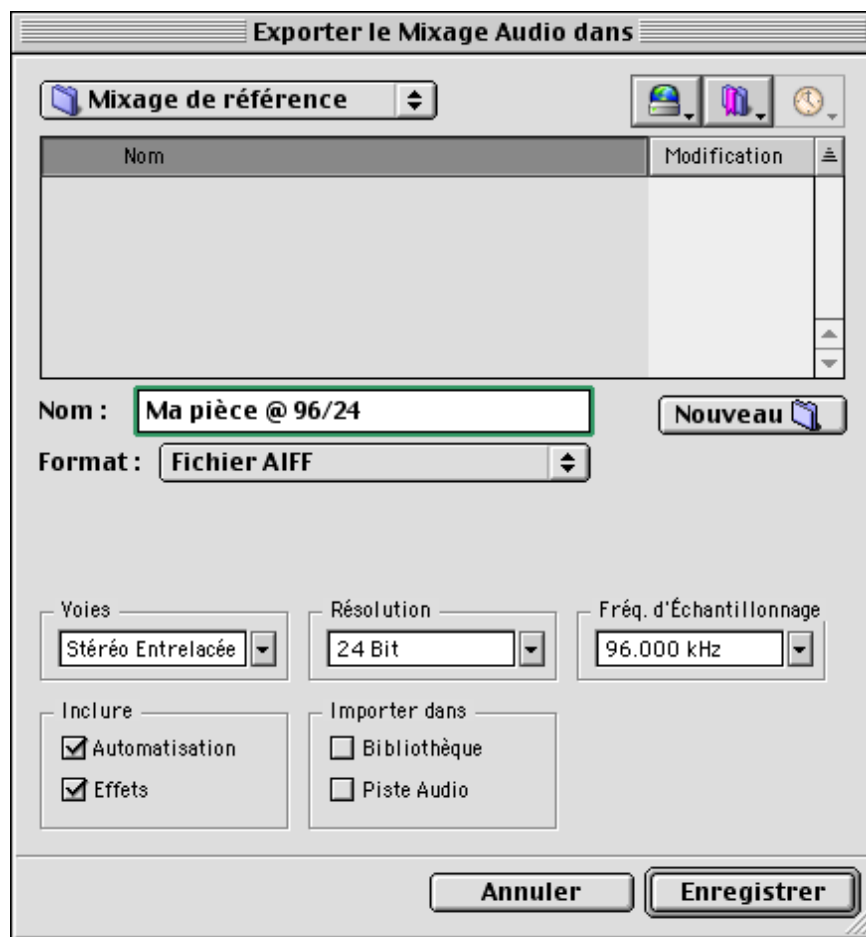 Exporter le Mixage Audio dans
Mixage de référence
Nom Modification
Nom : Ma pièce @ 96/24 Nouveau
Format : Fichier AIFF
Voies Résolution Fréq. d'Échantillonnage
Stéréo Entrelacée 24 Bit 96.000 kHz
Inclure Importer dans
Automatisation Bibliothèque
Effets Piste Audio
Annuler Enregistrer